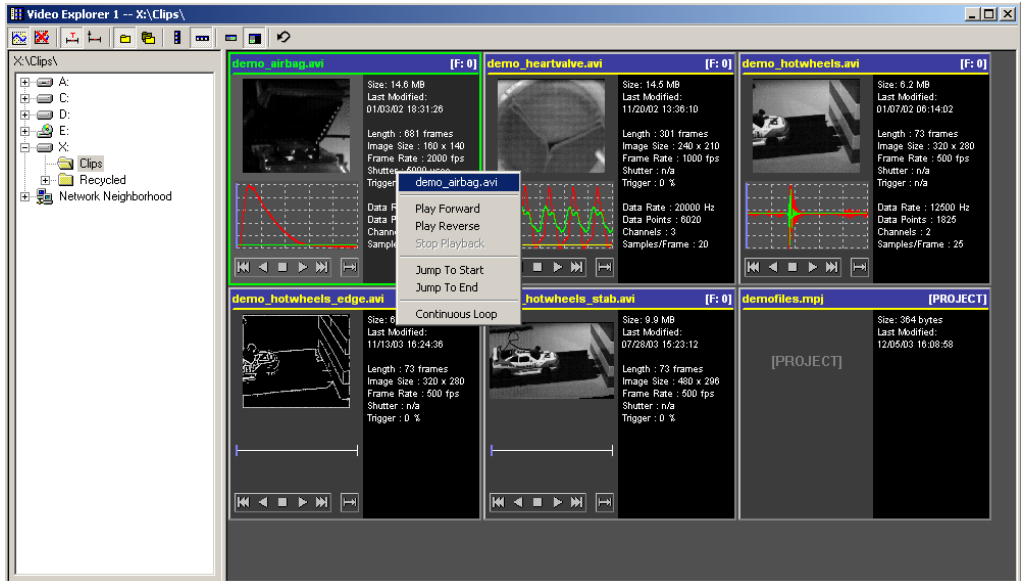 Video Explorer 1 -- X:\Clips\
X:\Clips\
A:
C:
D:
E:
X:
Clips
Recycled
Network Neighborhood
demo_airbag.avi [F: 0]
Size: 14.6 MB
Last Modified:
01/03/02 18:31:26
Length : 681 frames
Image Size : 160 x 140
Frame Rate : 2000 fps
Shutter : 5000 usec
Trigger
Data R
Data P
Chann
Sample
demo_heartvalve.avi [F: 0]
Size: 14.5 MB
Last Modified:
11/20/02 13:36:10
Length : 301 frames
Image Size : 240 x 210
Frame Rate : 1000 fps
Shutter : n/a
Trigger : 0 %
Data Rate : 20000 Hz
Data Points : 6020
Channels : 3
Samples/Frame : 20
demo_hotwheels.avi [F: 0]
Size: 6.2 MB
Last Modified:
01/07/02 06:14:02
Length : 73 frames
Image Size : 320 x 280
Frame Rate : 500 fps
Shutter : n/a
Trigger : 0 %
Data Rate : 12500 Hz
Data Points : 1825
Channels : 2
Samples/Frame : 25
demo_airbag.avi
Play Forward
Play Reverse
Stop Playback
Jump To Start
Jump To End
Continuous Loop
demo_hotwheels_edge.avi
Size: 6
Last Modified:
11/13/03 16:24:36
Length : 73 frames
Image Size : 320 x 280
Frame Rate : 500 fps
Shutter : n/a
Trigger : 0 %
_hotwheels_stab.avi [F: 0]
Size: 9.9 MB
Last Modified:
07/28/03 15:23:12
Length : 73 frames
Image Size : 480 x 296
Frame Rate : 500 fps
Shutter : n/a
Trigger : 0 %
demofiles.mpj [PROJECT]
Size: 364 bytes
Last Modified:
12/05/03 16:08:58
[PROJECT]